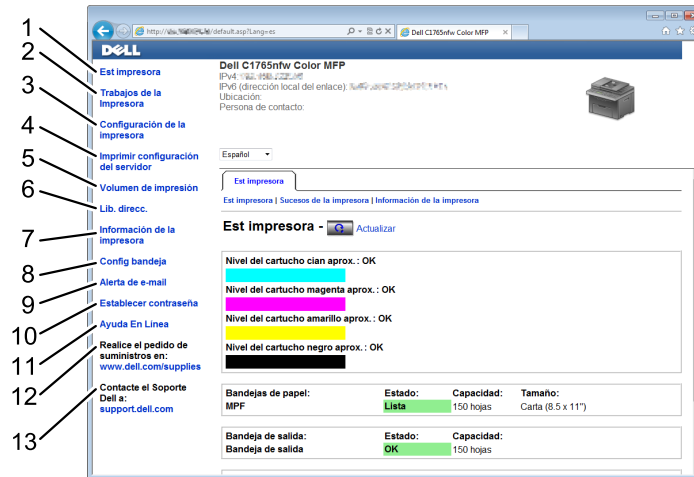 http://
/default.asp?Lang=es
Dell C1765nfw Color MFP
DELL
1
2
3
4
5
6
7
8
9
10
11
12
13
Est impresora
Trabajos de la
Impresora
Configuración de la
impresora
Imprimir configuración
del servidor
Volumen de impresión
Lib. direcc.
Información de la
impresora
Config bandeja
Alerta de e-mail
Establecer contraseña
Ayuda En Línea
Realice el pedido de
suministros en:
www.dell.com/supplies
Contacte el Soporte
Dell a:
support.dell.com
Dell C1765nfw Color MFP
IPv4:
IPv6 (dirección local del enlace):
Ubicación:
Persona de contacto:
Español
Est impresora
Est impresora | Sucesos de la impresora | Información de la impresora
Est impresora - Actualizar
Nivel del cartucho cian aprox. : OK
Nivel del cartucho magenta aprox. : OK
Nivel del cartucho amarillo aprox. : OK
Nivel del cartucho negro aprox. : OK
Bandejas de papel: Estado: Capacidad: Tamaño:
MPF Lista 150 hojas Carta (8.5 x 11")
Bandeja de salida: Estado: Capacidad:
Bandeja de salida OK 150 hojas